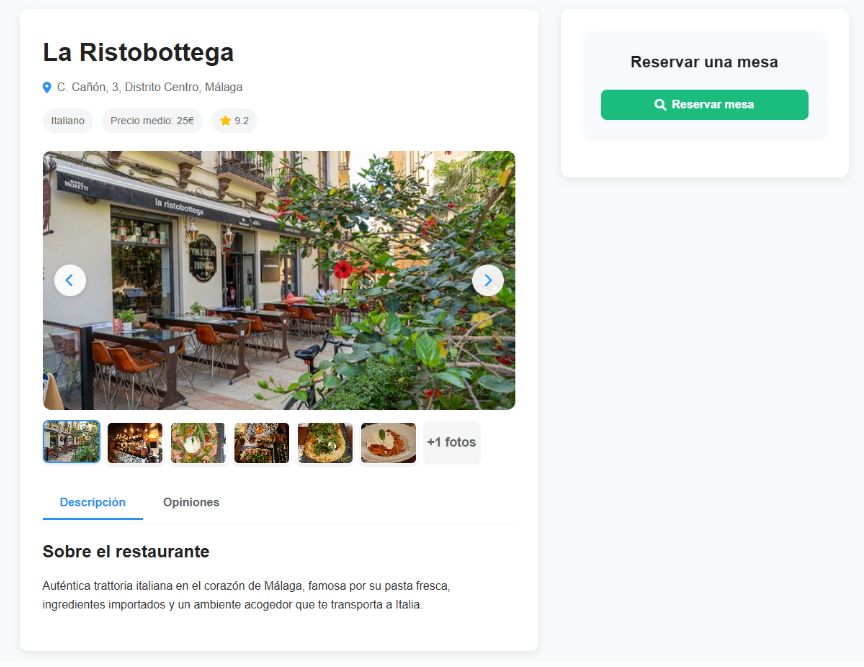 La Ristobottega
C. Cañón, 3, Distrito Centro, Málaga
Italiano
Precio medio: 25€
9.2
MORETTI
la ristobottega
+1 fotos
Descripción
Opiniones
Sobre el restaurante
Auténtica trattoria italiana en el corazón de Málaga, famosa por su pasta fresca,
ingredientes importados y un ambiente acogedor que te transporta a Italia.
Reservar una mesa
Reservar mesa